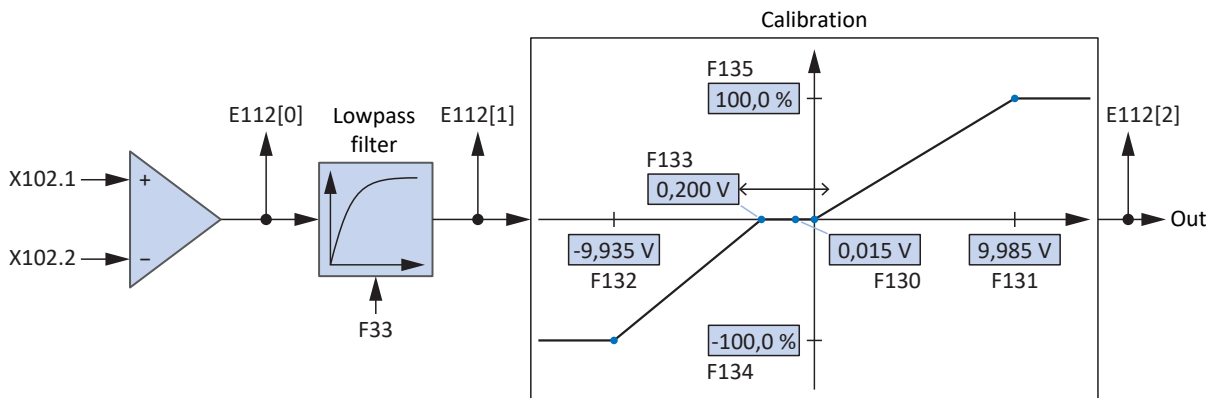 Calibration
F135
100,0 %
E112[0]
Lowpass
filter
E112[1]
E112[2]
X102.1
+
F133
0,200 V
Out
X102.2
−
-9,935 V
0,015 V
9,985 V
F132
F130
F131
F33
-100,0 %
F134